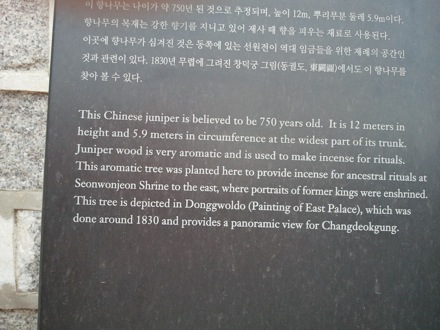 이 향나무는 나이가 약 750년 된 것으로 추정되며, 높이 12m, 뿌리부분 둘레 5.9m이다.
향나무의 목재는 강한 향기를 지니고 있어 제사 때 향을 피우는 재료로 사용된다.
이곳에 향나무가 심겨진 것은 동쪽에 있는 선원전이 역대 임금들을 위한 제례의 공간인
것과 관련이 있다. 1830년 무렵에 그려진 창덕궁 그림(동궐도, 東闕圖)에서도 이 향나무를
찾아 볼 수 있다.
This Chinese juniper is believed to be 750 years old. It is 12 meters in
height and 5.9 meters in circumference at the widest part of its trunk.
Juniper wood is very aromatic and is used to make incense for rituals.
This aromatic tree was planted here to provide incense for ancestral rituals at
Seonwonjeon Shrine to the east, where portraits of former kings were enshrined.
This tree is depicted in Donggwoldo (Painting of East Palace), which was
done around 1830 and provides a panoramic view for Changdeokgung.